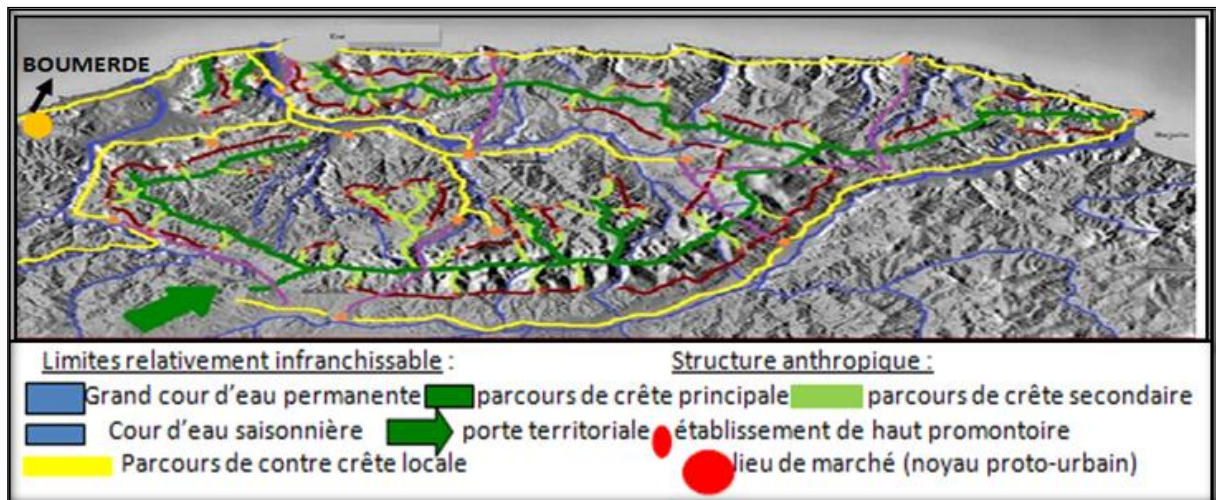 BOUMERDE
Limites relativement infranchissable : Structure anthropique :
Grand cour d'eau permanente parcours de crête principale parcours de crête secondaire
Cour d'eau saisonnière porte territoriale établissement de haut promontoire
Parcours de contre crête locale lieu de marché (noyau proto-urbain)